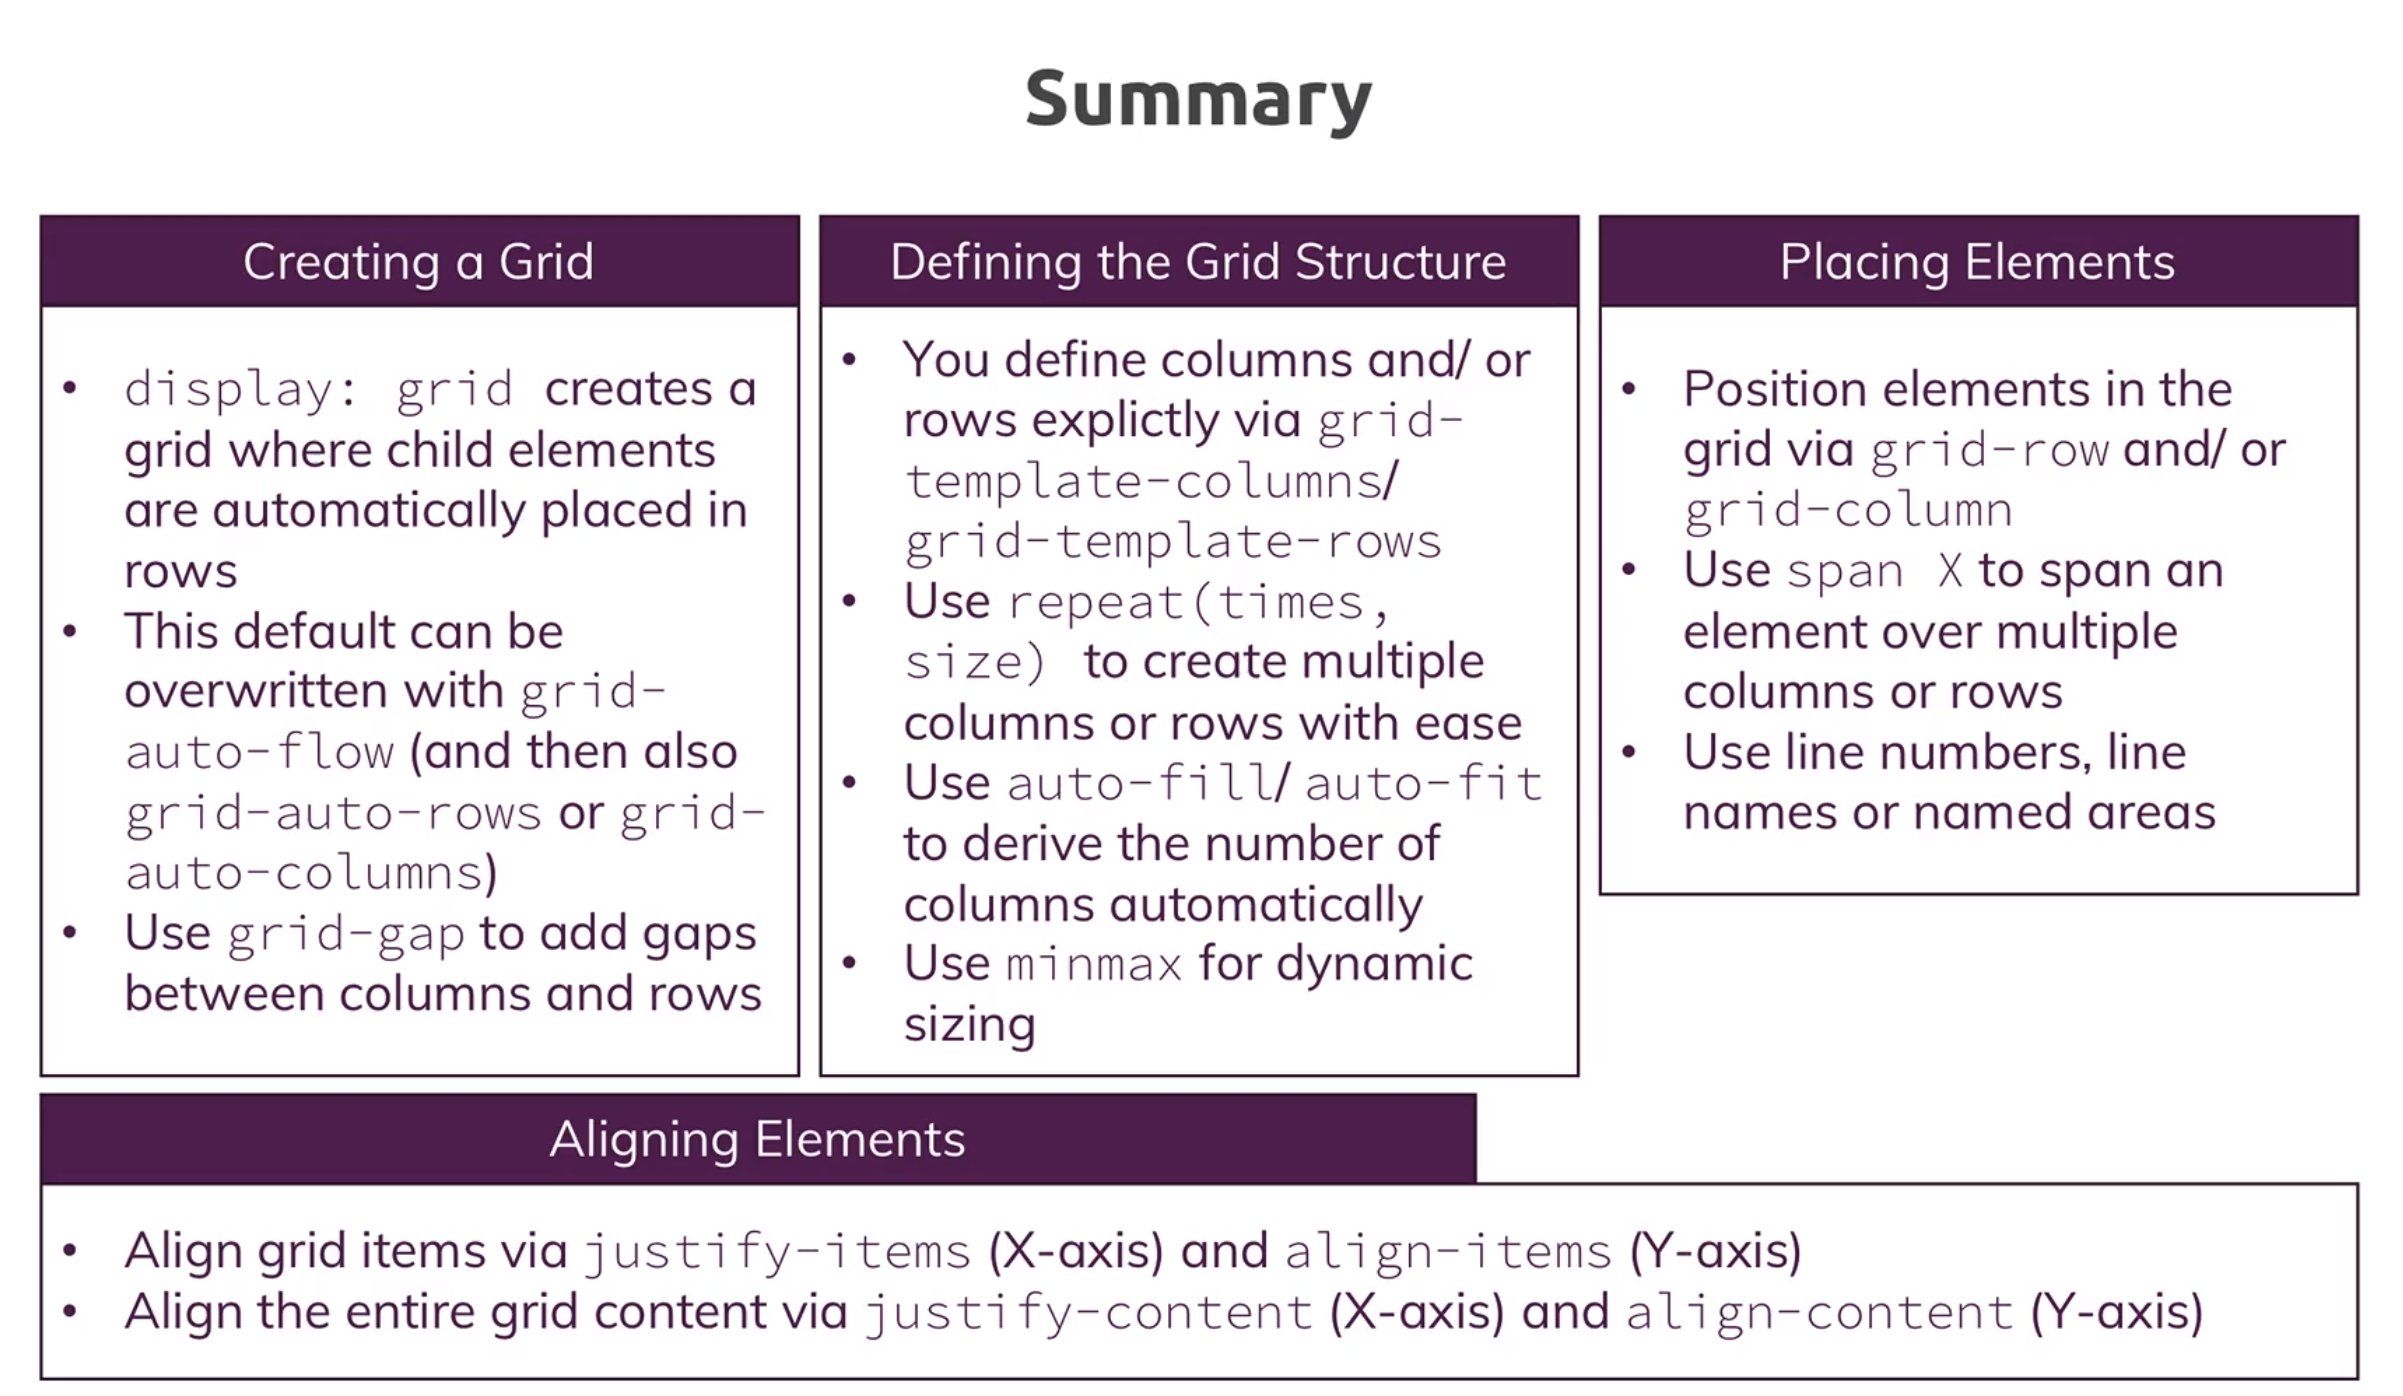 Summary
Creating a Grid
• display: grid creates a
grid where child elements
are automatically placed in
rows
• This default can be
overwritten with grid-
auto-flow (and then also
grid-auto-rows or grid-
auto-columns)
• Use grid-gap to add gaps
between columns and rows
Defining the Grid Structure
• You define columns and/ or
rows explictly via grid-
template-columns/
grid-template-rows
• Use repeat(times,
size) to create multiple
columns or rows with ease
• Use auto-fill/ auto-fit
to derive the number of
columns automatically
• Use minmax for dynamic
sizing
Placing Elements
• Position elements in the
grid via grid-row and/ or
grid-column
• Use span X to span an
element over multiple
columns or rows
• Use line numbers, line
names or named areas
Aligning Elements
• Align grid items via justify-items (X-axis) and align-items (Y-axis)
• Align the entire grid content via justify-content (X-axis) and align-content (Y-axis)